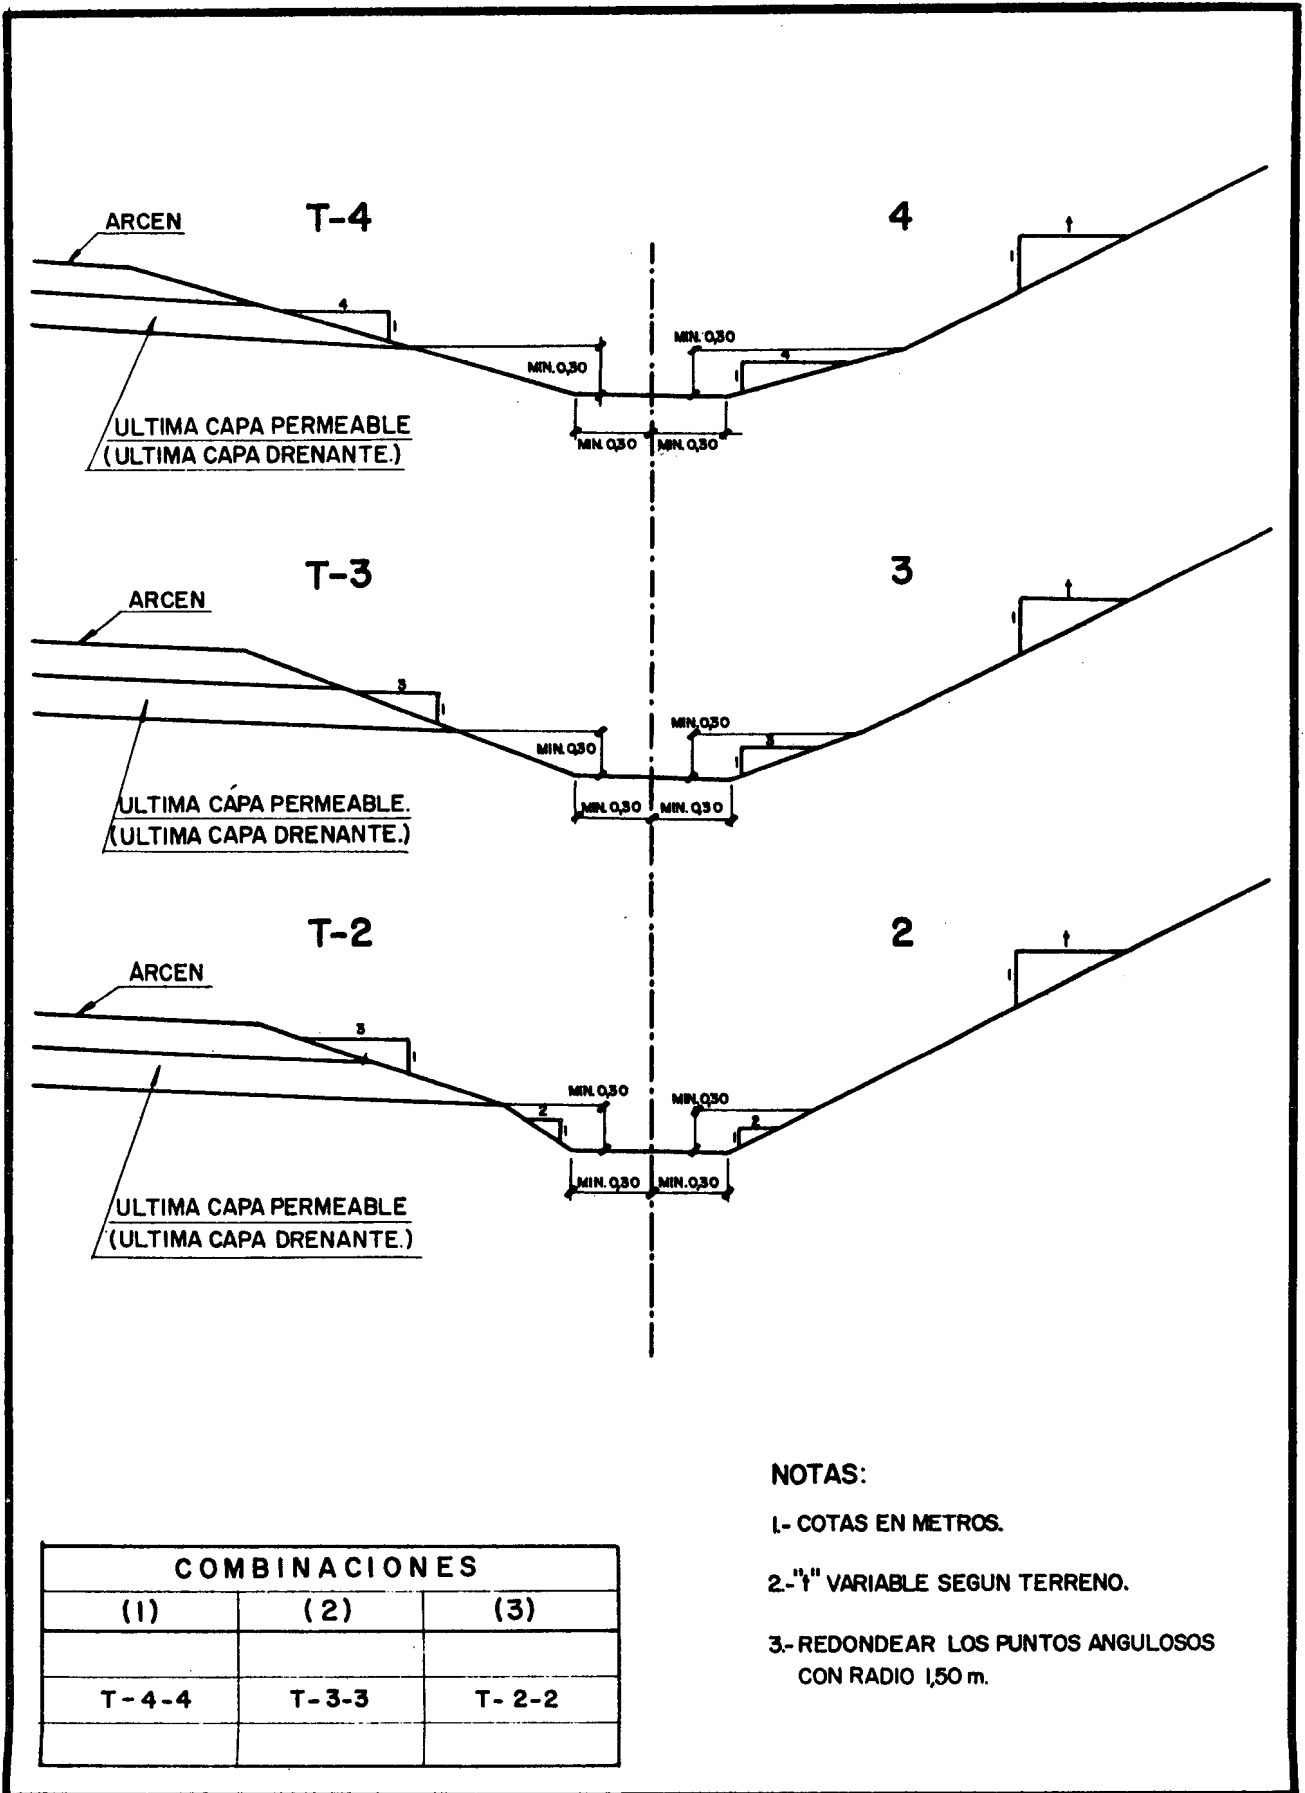 T-4
4
ARCEN
t
1
4
1
MIN. 0,30
MIN. 0,30
4
1
ULTIMA CAPA PERMEABLE
(ULTIMA CAPA DRENANTE.)
MIN. 0,30
MIN. 0,30
T-3
3
ARCEN
t
1
3
1
MIN. 0,30
MIN. 0,30
3
1
ULTIMA CAPA PERMEABLE.
(ULTIMA CAPA DRENANTE.)
MIN. 0,30
MIN. 0,30
T-2
2
ARCEN
t
1
3
1
MIN. 0,30
MIN. 0,30
2
1
2
1
MIN. 0,30
MIN. 0,30
ULTIMA CAPA PERMEABLE
(ULTIMA CAPA DRENANTE.)
NOTAS:
1.- COTAS EN METROS.
2.-"t" VARIABLE SEGUN TERRENO.
3.- REDONDEAR LOS PUNTOS ANGULOSOS
CON RADIO 1,50 m.
COMBINACIONES
(1) (2) (3)
T-4-4 T-3-3 T-2-2